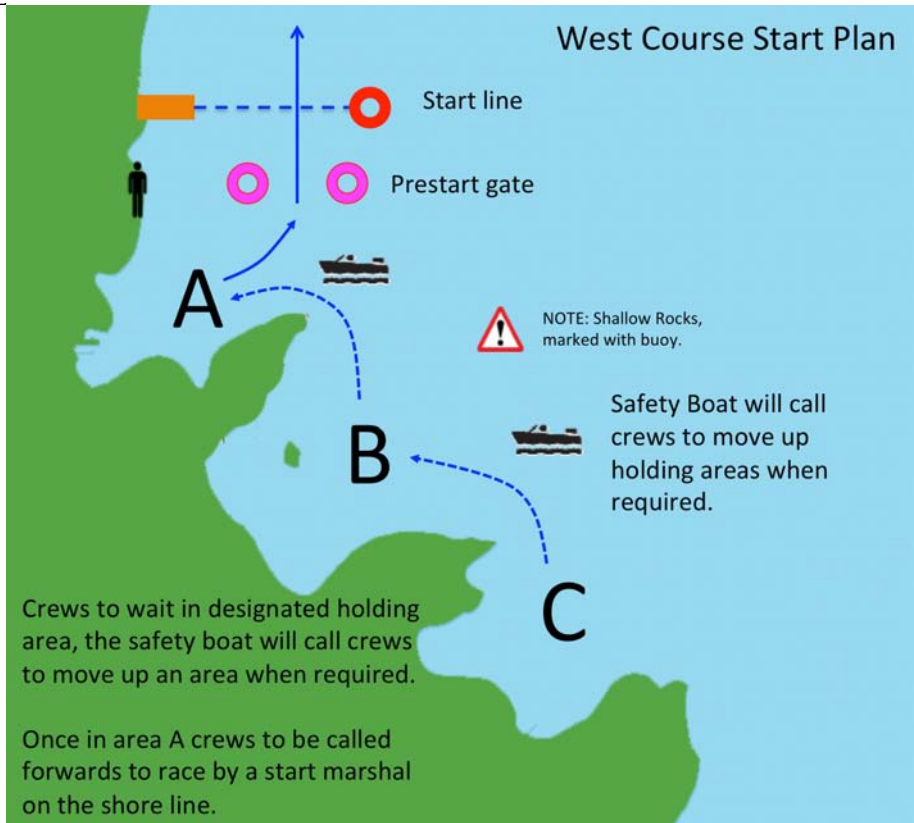 West Course Start Plan
Start line
Prestart gate
A
NOTE: Shallow Rocks,
marked with buoy.
B
Safety Boat will call
crews to move up
holding areas when
required.
C
Crews to wait in designated holding
area, the safety boat will call crews
to move up an area when required.
Once in area A crews to be called
forwards to race by a start marshal
on the shore line.